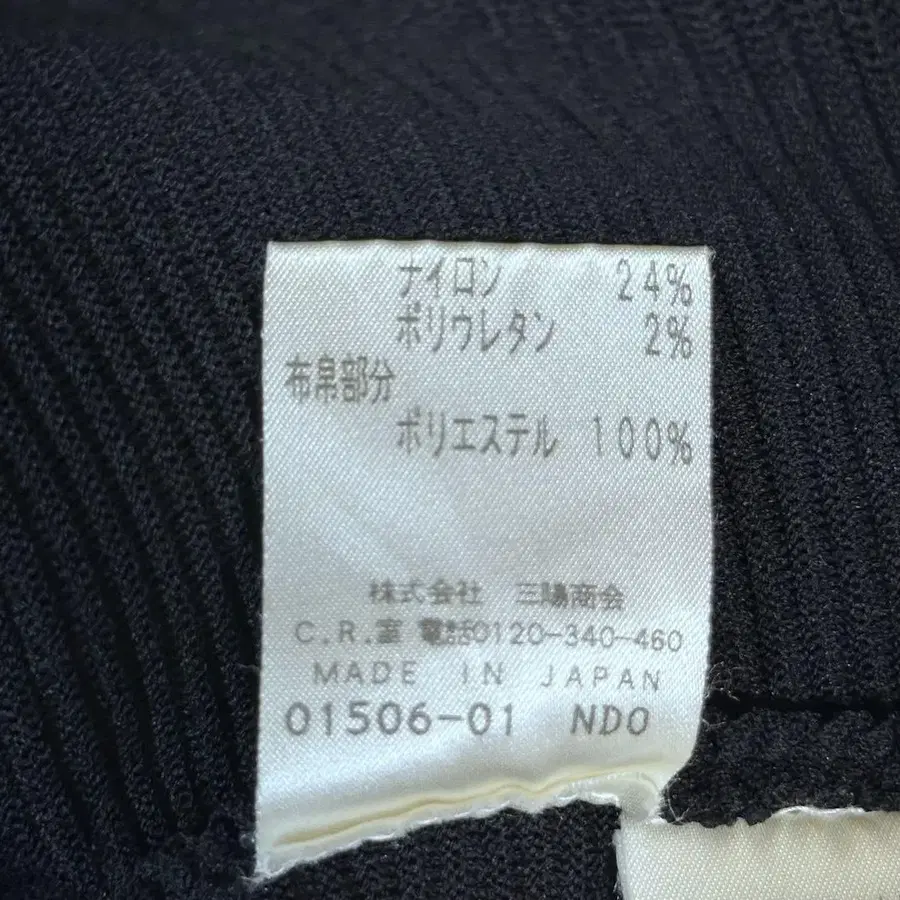 ナイロン 24%
ポリウレタン 2%
布帛部分
ポリエステル 100%
株式会社 三陽商会
C.R.室 電話0120-340-460
MADE IN JAPAN
01506-01 NDO